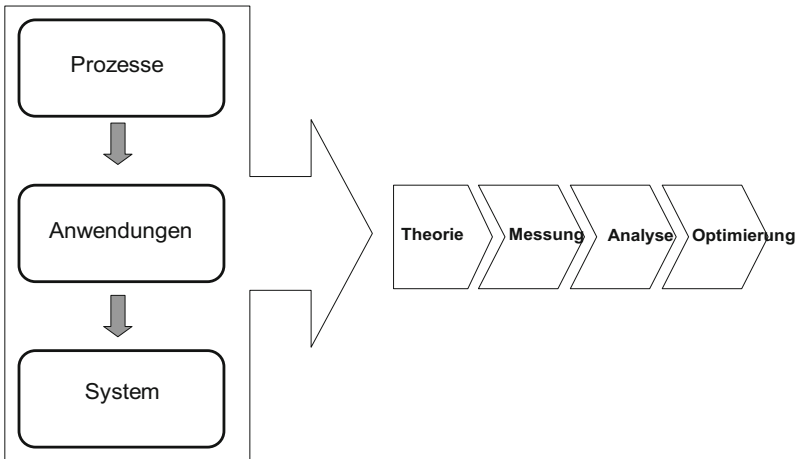 Prozesse
Anwendungen
System
Theorie
Messung
Analyse
Optimierung